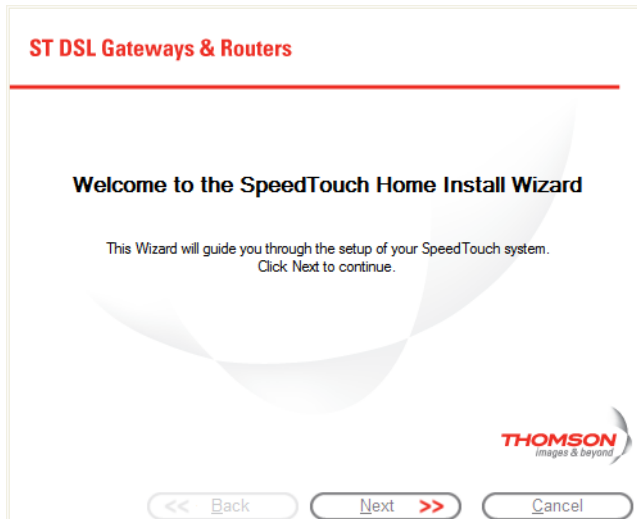 ST DSL Gateways & Routers
Welcome to the SpeedTouch Home Install Wizard
This Wizard will guide you through the setup of your SpeedTouch system.
Click Next to continue.
THOMSON
images & beyond
<< Back Next >> Cancel